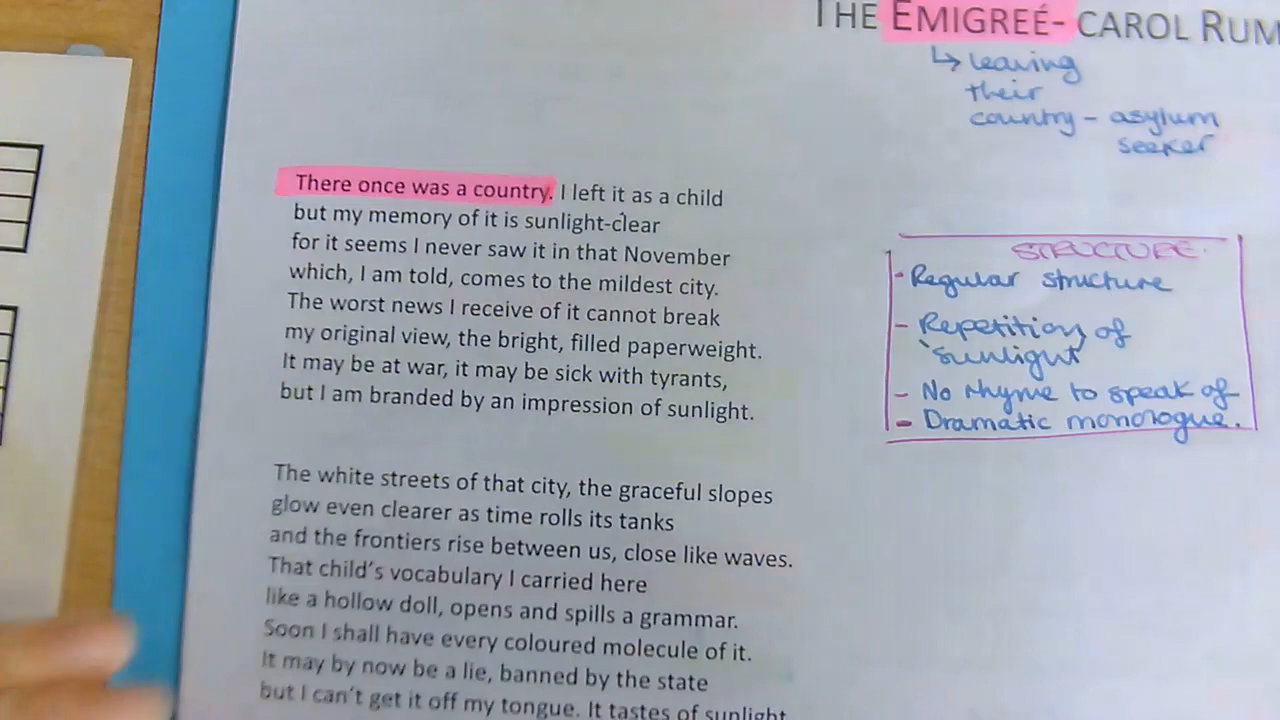 THE EMIGREÉ- CAROL RUM
↳ leaving
their
country - asylum
seeker
There once was a country. I left it as a child
but my memory of it is sunlight-clear
for it seems I never saw it in that November
which, I am told, comes to the mildest city.
The worst news I receive of it cannot break
my original view, the bright, filled paperweight.
It may be at war, it may be sick with tyrants,
but I am branded by an impression of sunlight.
STRUCTURE.
- Regular structure
- Repetition of
'sunlight'
- No rhyme to speak of
- Dramatic monologue.
The white streets of that city, the graceful slopes
glow even clearer as time rolls its tanks
and the frontiers rise between us, close like waves.
That child's vocabulary I carried here
like a hollow doll, opens and spills a grammar.
Soon I shall have every coloured molecule of it.
It may by now be a lie, banned by the state
but I can't get it off my tongue. It tastes of sunlight